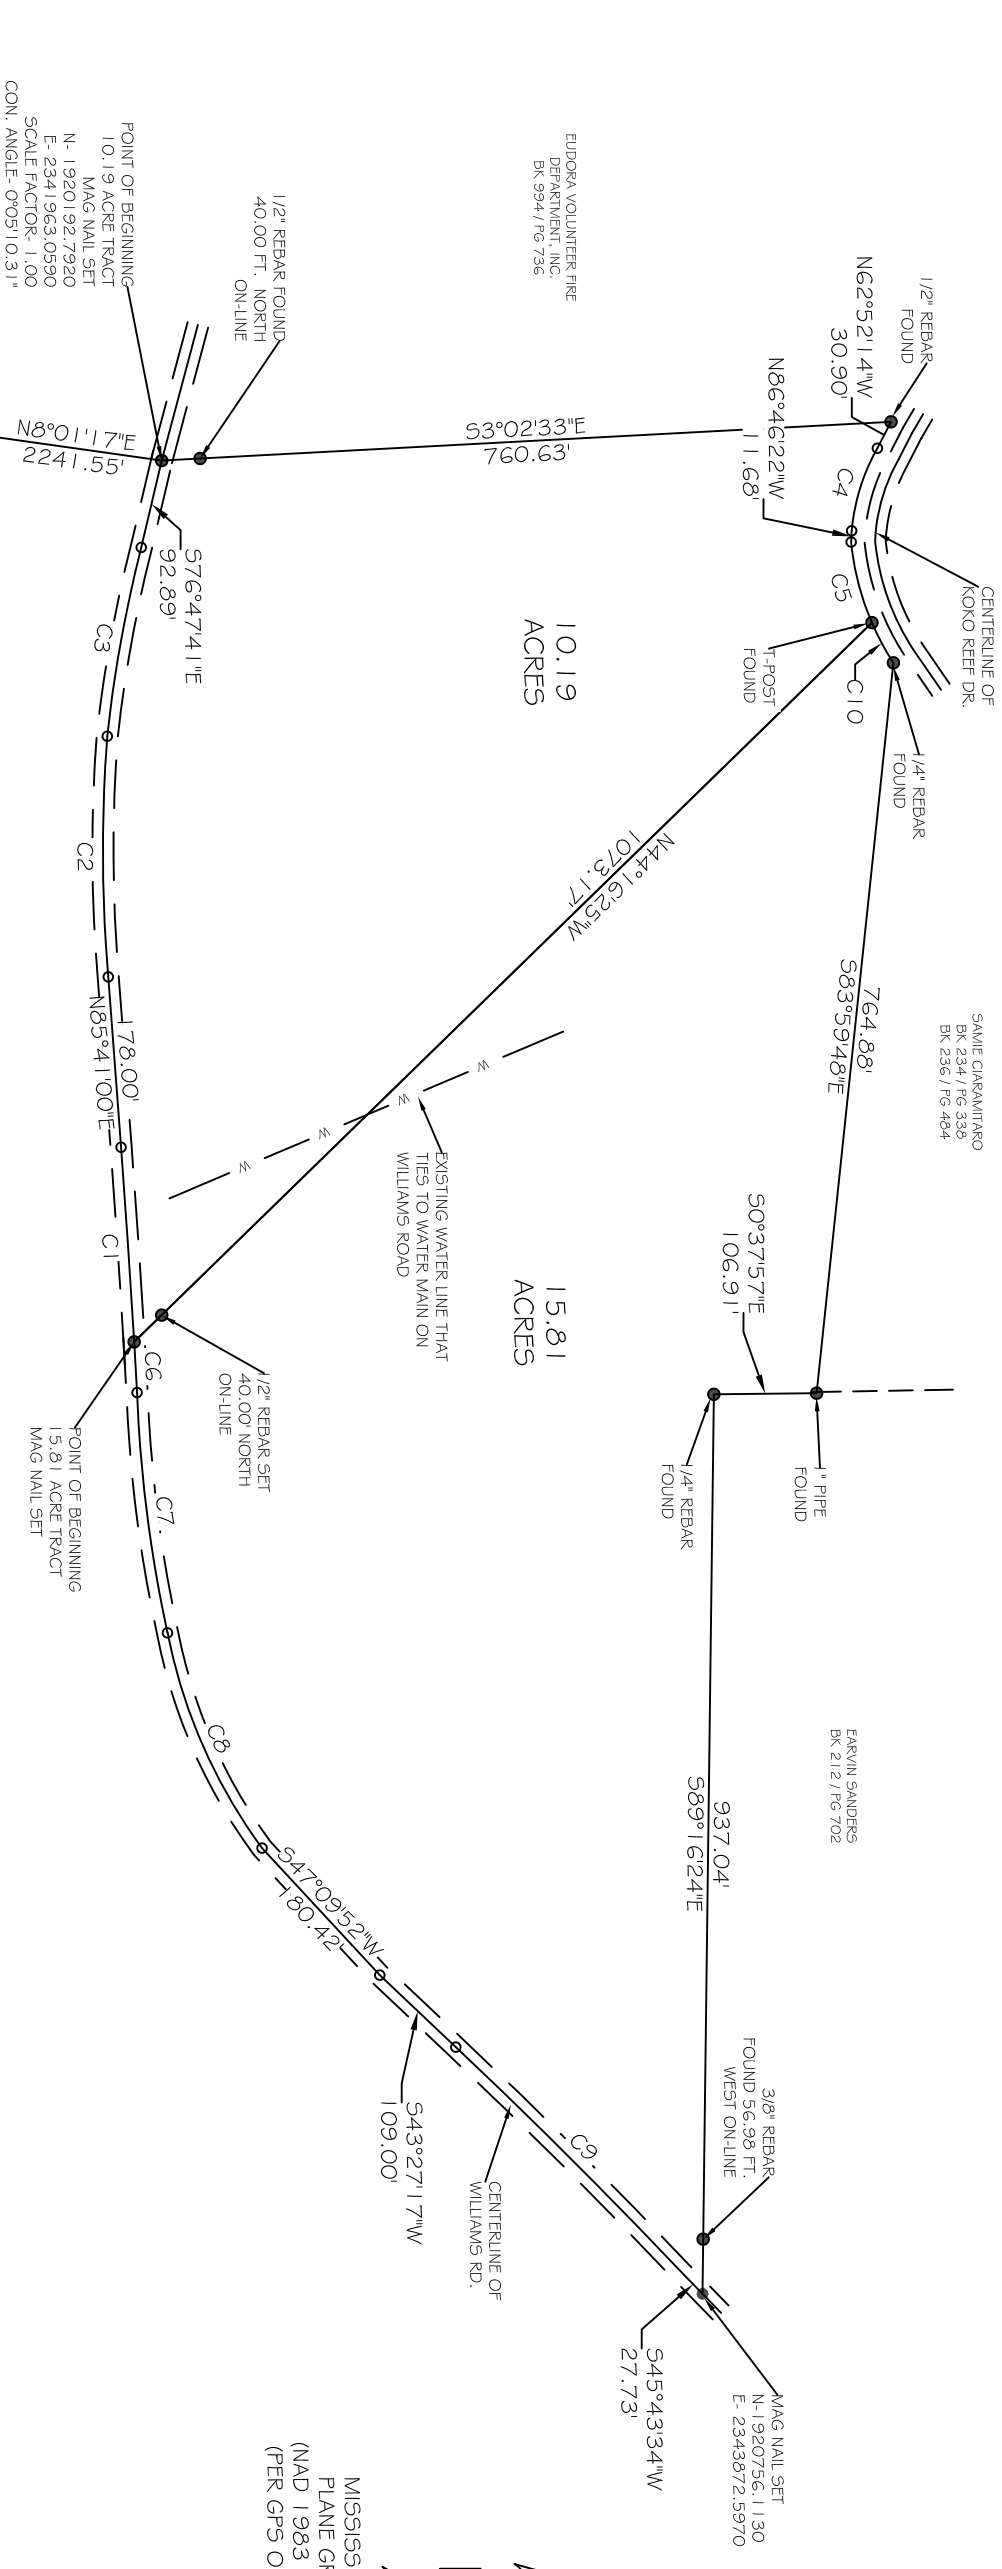 1/2" REBAR
FOUND
N62°52'14"W
30.90'
N86°46'22"W
11.68'
C4
C5
CENTERLINE OF
KOKO REEF DR.
T-POST
FOUND
C10
1/4" REBAR
FOUND
EUDORA VOLUNTEER FIRE
DEPARTMENT, INC.
BK 994 / PG 736
S3°02'33"E
760.63'
1/2" REBAR FOUND
40.00 FT. NORTH
ON-LINE
POINT OF BEGINNING
10.19 ACRE TRACT
MAG NAIL SET
N- 1920192.7920
E- 2341963.0590
SCALE FACTOR- 1.00
CON. ANGLE- 0°05'10.31"
N8°01'17"E
2241.55'
S76°47'41"E
92.89'
C3
10.19
ACRES
C2
N44°16'25"W
1073.17'
178.00'
N85°41'00"E
SAMIE CIARAMITARO
BK 234 / PG 338
BK 236 / PG 484
764.88'
S83°59'48"E
W
W
W
W
EXISTING WATER LINE THAT
TIES TO WATER MAIN ON
WILLIAMS ROAD
C1
S0°37'57"E
106.91'
15.81
ACRES
1/2" REBAR SET
40.00' NORTH
ON-LINE
C6
POINT OF BEGINNING
15.81 ACRE TRACT
MAG NAIL SET
1" PIPE
FOUND
1/4" REBAR
FOUND
C7
EARVIN SANDERS
BK 212 / PG 702
937.04'
S89°16'24"E
C8
S47°09'52"W
180.42'
S43°27'17"W
109.00'
CENTERLINE OF
WILLIAMS RD.
C9
3/8" REBAR
FOUND 56.98 FT.
WEST ON-LINE
S45°43'34"W
27.73'
MAG NAIL SET
N-1920756.1130
E- 2343872.5970
MISSISS
PLANE GR
(NAD 1983
(PER GPS O